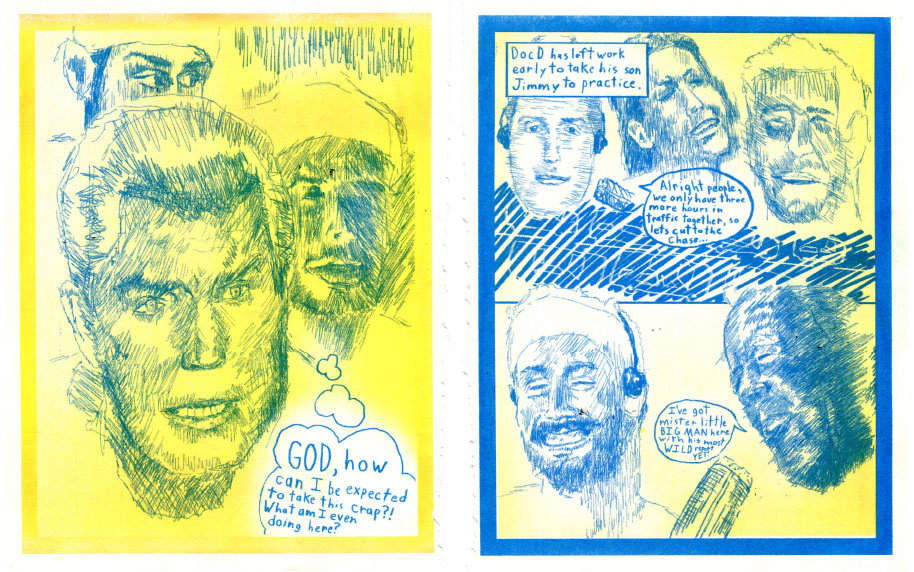 GOD, how
can I be expected
to take this crap?!
What am I even
doing here?
DocD has left work
early to take his son
Jimmy to practice.
Alright people,
we only have three
more hours in
traffic together, so
lets cut to the
chase...
I've got
mister little
BIG MAN here
with his most
WILD
YET!